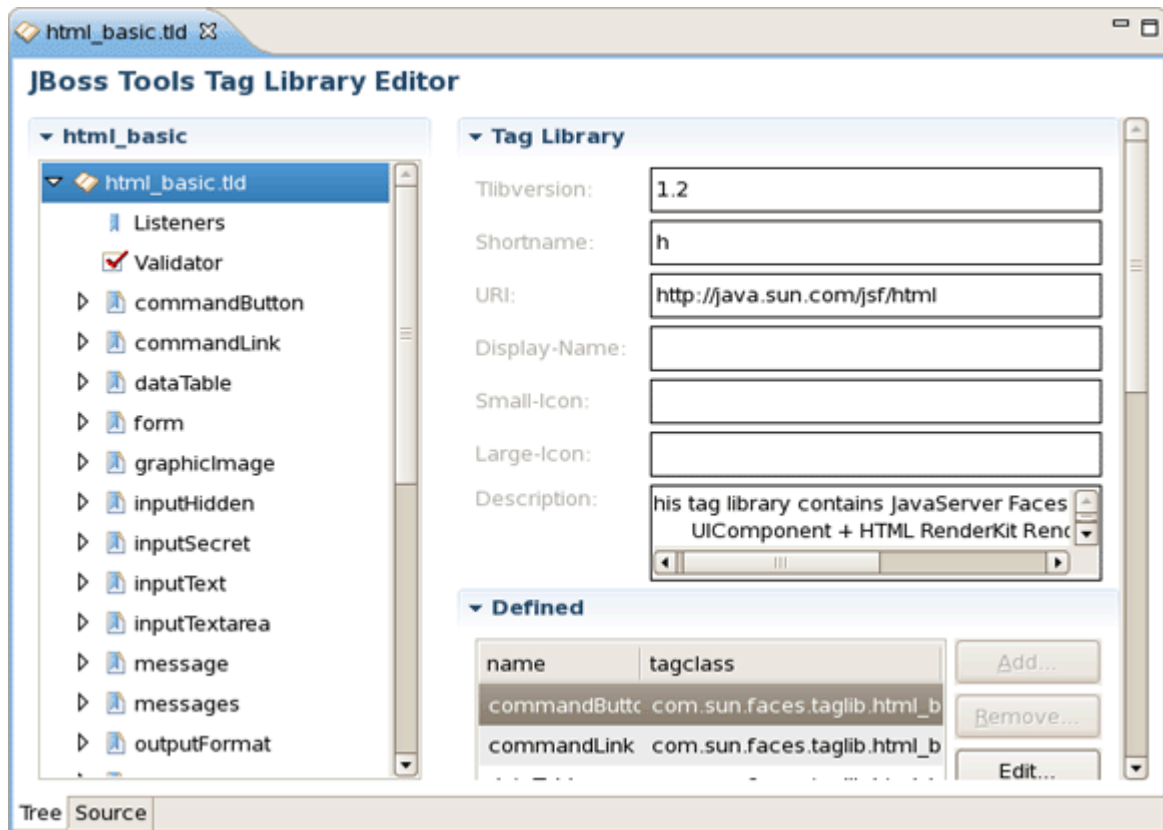 html_basic.tld
JBoss Tools Tag Library Editor
html_basic
html_basic.tld
Listeners
Validator
commandButton
commandLink
dataTable
form
graphicImage
inputHidden
inputSecret
inputText
inputTextarea
message
messages
outputFormat
Tag Library
Tlibversion: 1.2
Shortname: h
URI: http://java.sun.com/jsf/html
Display-Name:
Small-Icon:
Large-Icon:
Description: his tag library contains JavaServer Faces
UIComponent + HTML RenderKit Rend
Defined
name tagclass
commandButto com.sun.faces.taglib.html_b
commandLink com.sun.faces.taglib.html_b
Add...
Remove...
Edit...
Tree Source